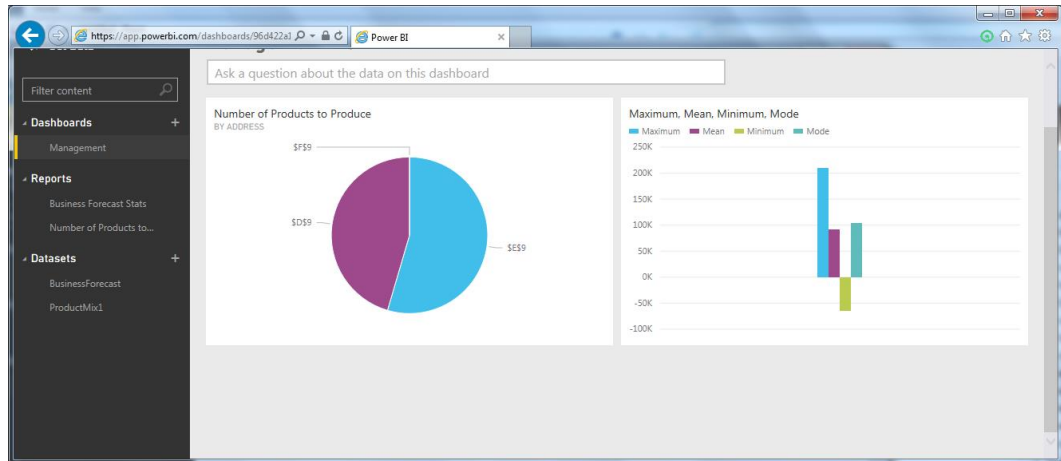 https://app.powerbi.com/dashboards/96d422a1
Power BI
Ask a question about the data on this dashboard
Filter content
Dashboards +
Management
Reports
Business Forecast Stats
Number of Products to...
Datasets +
BusinessForecast
ProductMix1
Number of Products to Produce
BY ADDRESS
$F$9
$D$9
$E$9
Maximum, Mean, Minimum, Mode
Maximum Mean Minimum Mode
250K
200K
150K
100K
50K
0K
-50K
-100K